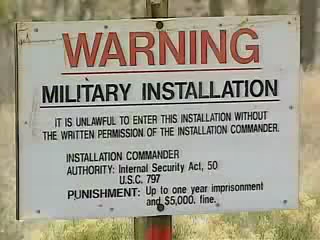 WARNING
MILITARY INSTALLATION
IT IS UNLAWFUL TO ENTER THIS INSTALLATION WITHOUT
THE WRITTEN PERMISSION OF THE INSTALLATION COMMANDER.
INSTALLATION COMMANDER
AUTHORITY: Internal Security Act, 50
U.S.C. 797
PUNISHMENT: Up to one year imprisonment
and $5,000. fine.